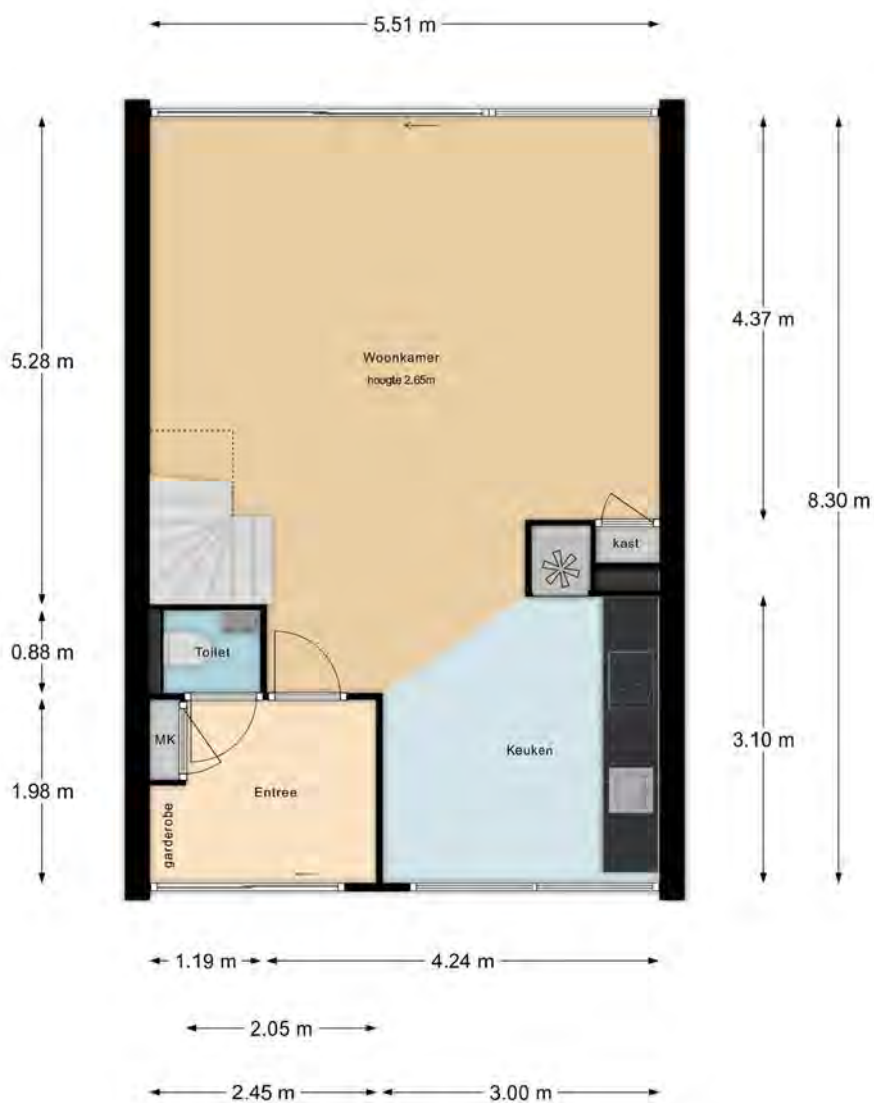 5.51 m
5.28 m
4.37 m
Woonkamer
hoogte 2.65m
8.30 m
kast
0.88 m
Toilet
MK
Keuken
3.10 m
1.98 m
Entree
garderobe
1.19 m
4.24 m
2.05 m
2.45 m
3.00 m